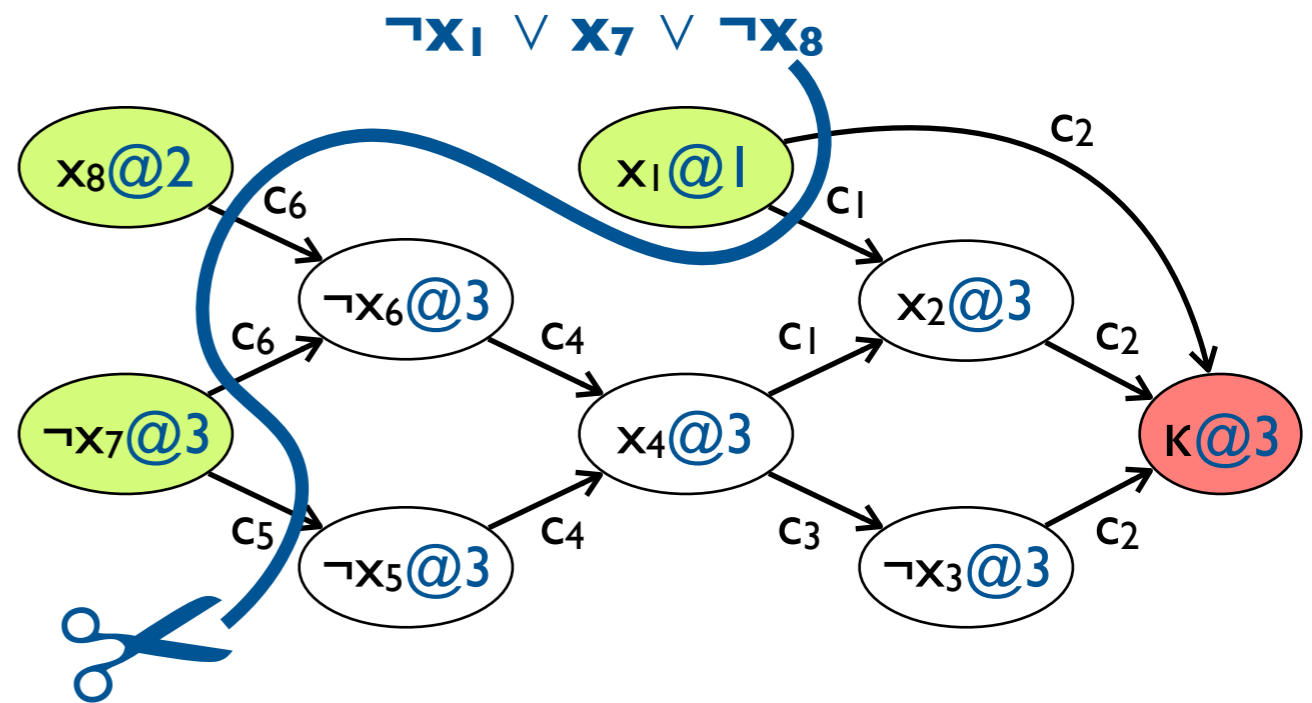 ¬x₁ ∨ x₇ ∨ ¬x₈
x₈@2
x₁@1
c₂
c₆
c₁
¬x₆@3
x₂@3
c₆
c₄
c₁
c₂
¬x₇@3
x₄@3
κ@3
c₅
c₄
c₃
c₂
¬x₅@3
¬x₃@3